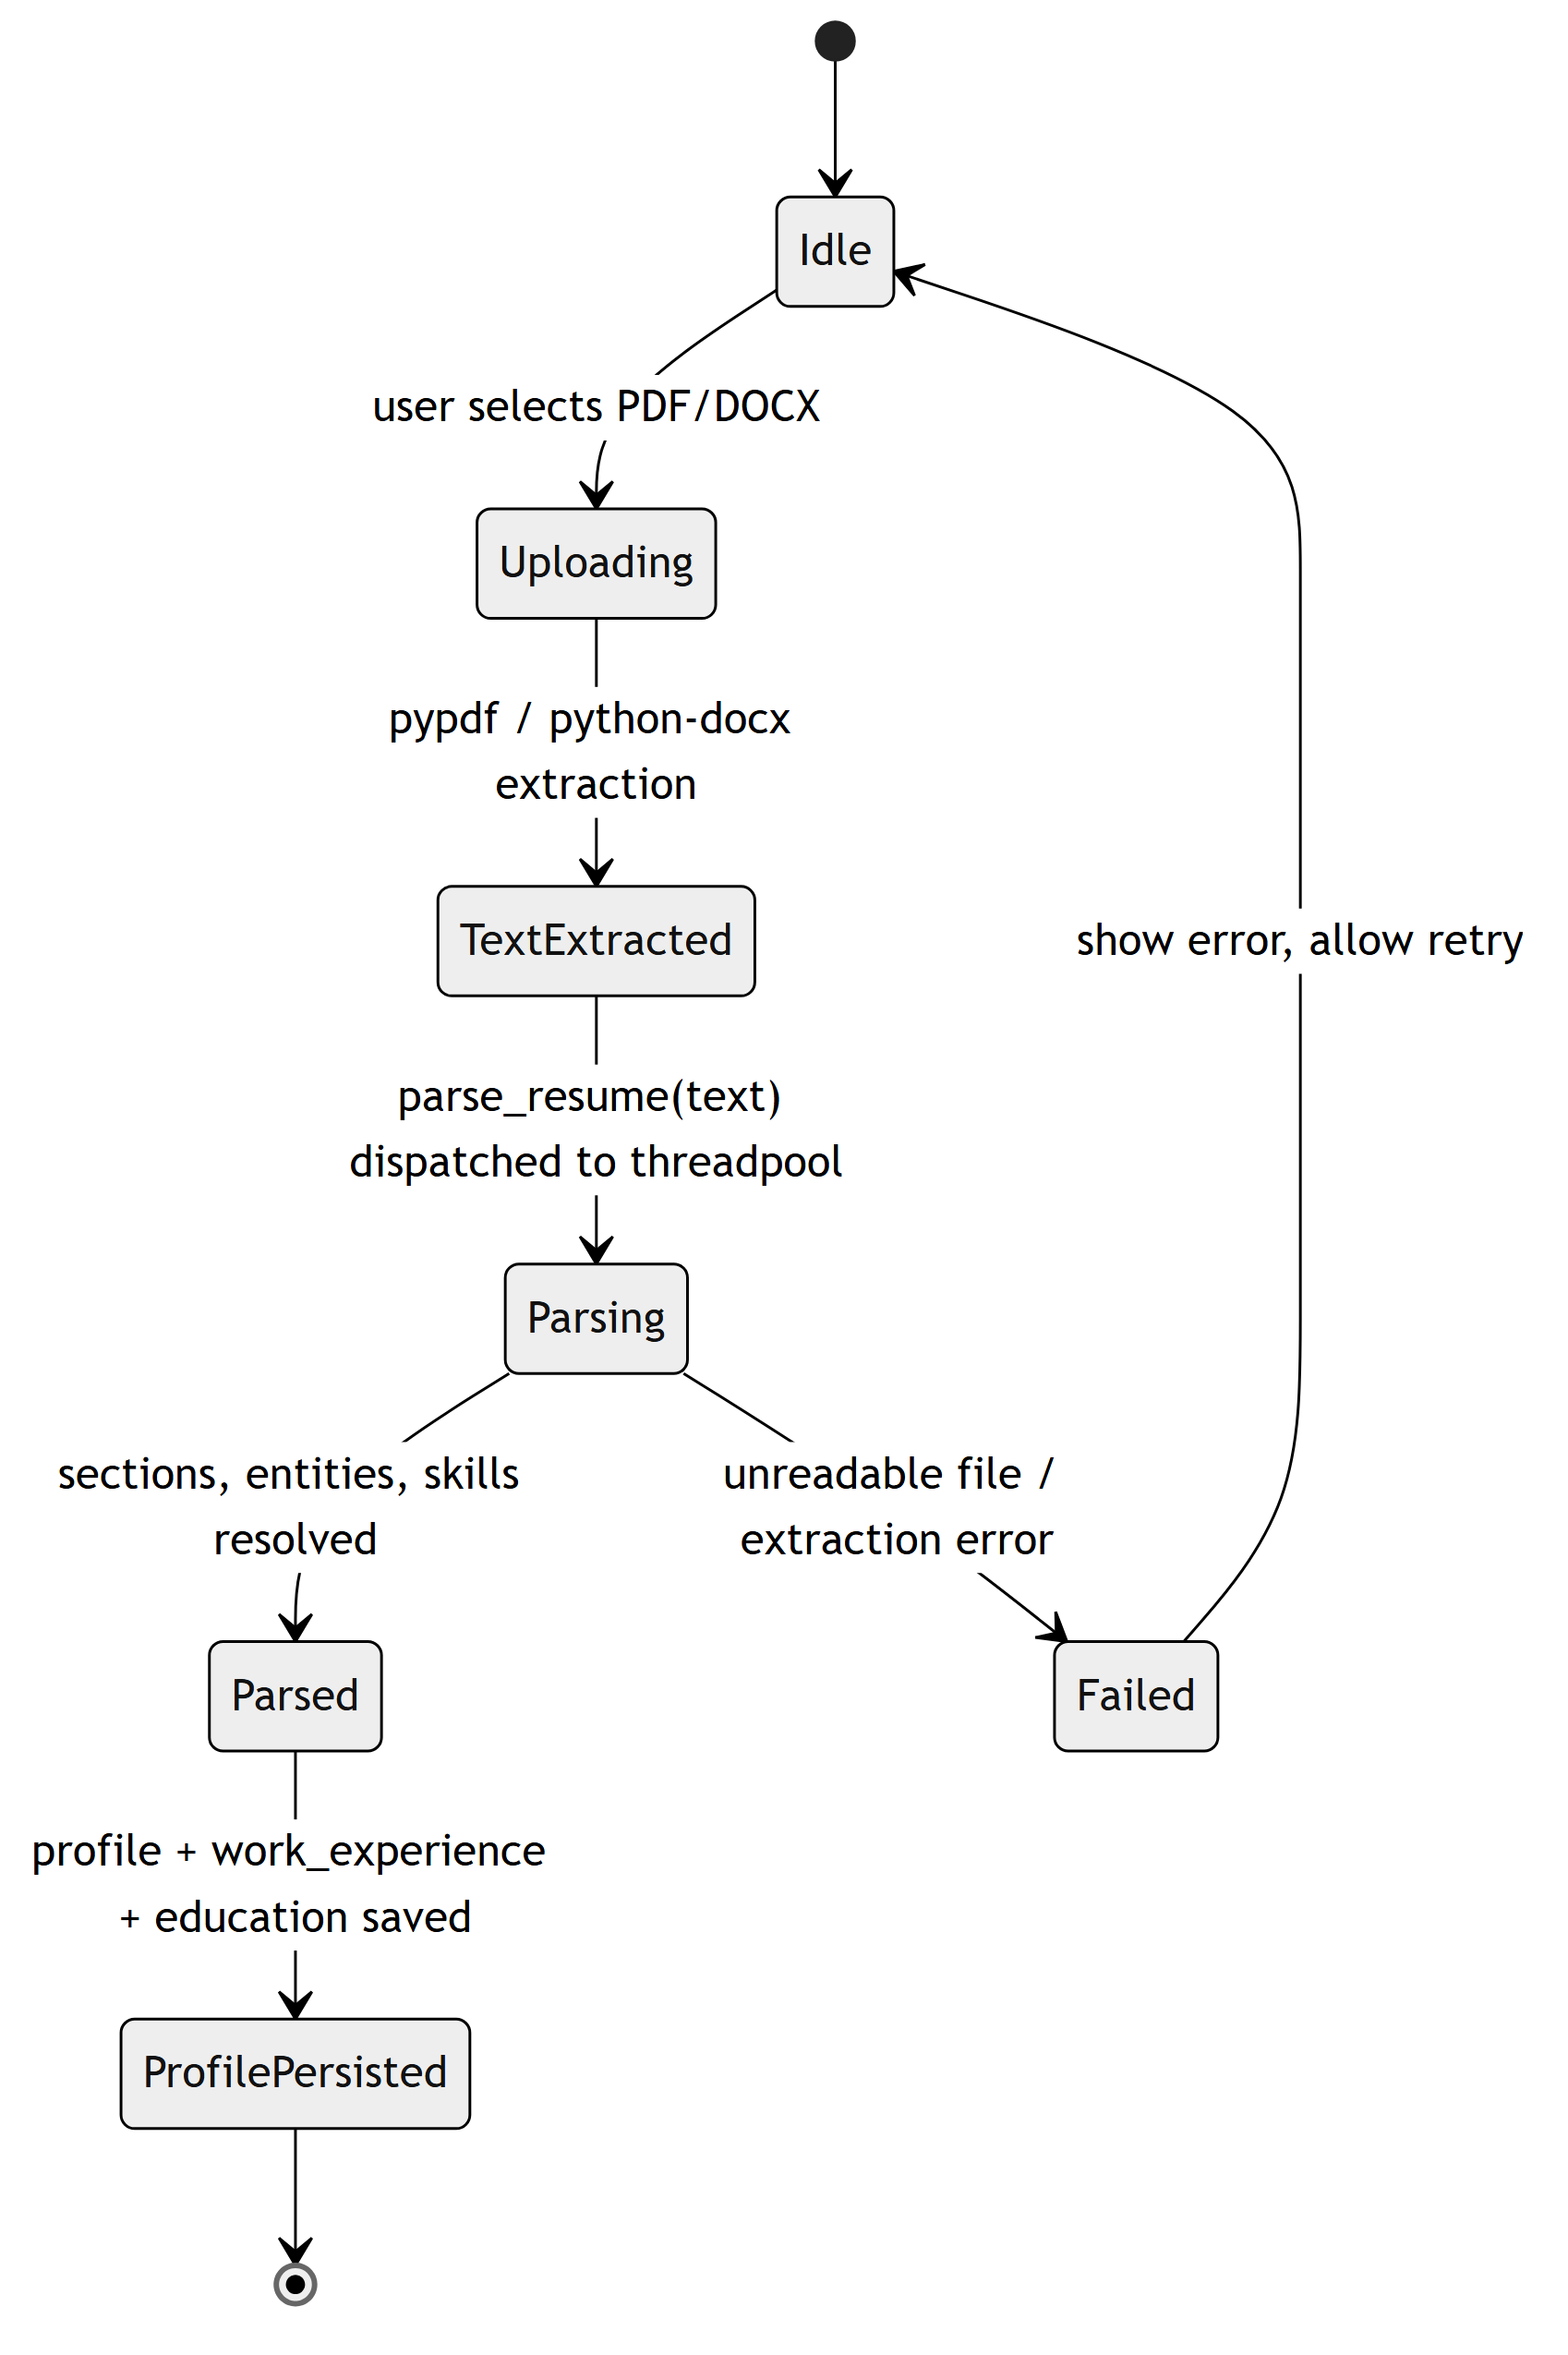 Idle
user selects PDF/DOCX
Uploading
pypdf / python-docx
extraction
TextExtracted
show error, allow retry
parse_resume(text)
dispatched to threadpool
Parsing
sections, entities, skills
resolved
unreadable file /
extraction error
Parsed
Failed
profile + work_experience
+ education saved
ProfilePersisted